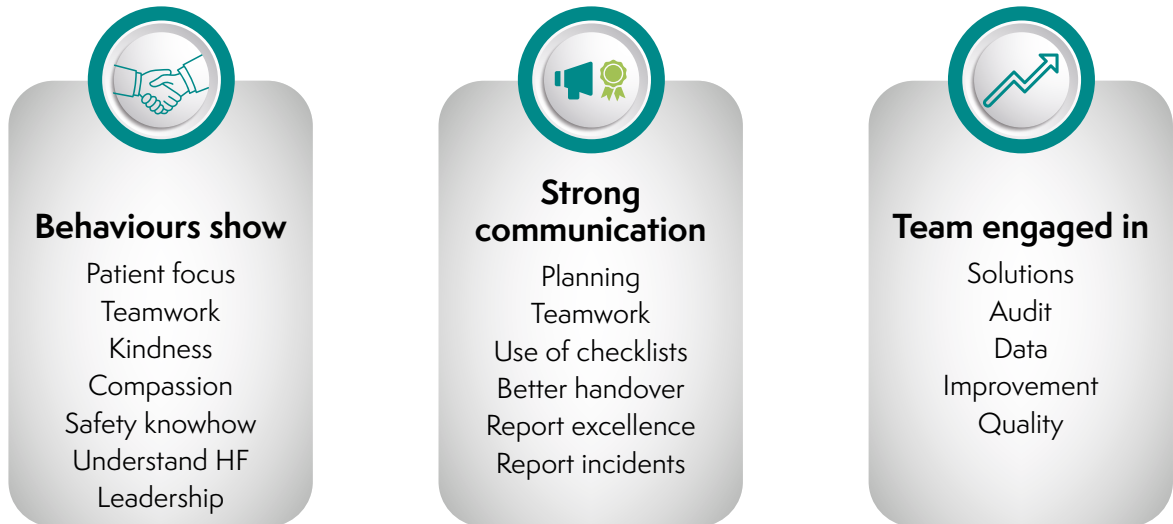 Behaviours show
Patient focus
Teamwork
Kindness
Compassion
Safety knowhow
Understand HF
Leadership
Strong
communication
Planning
Teamwork
Use of checklists
Better handover
Report excellence
Report incidents
Team engaged in
Solutions
Audit
Data
Improvement
Quality